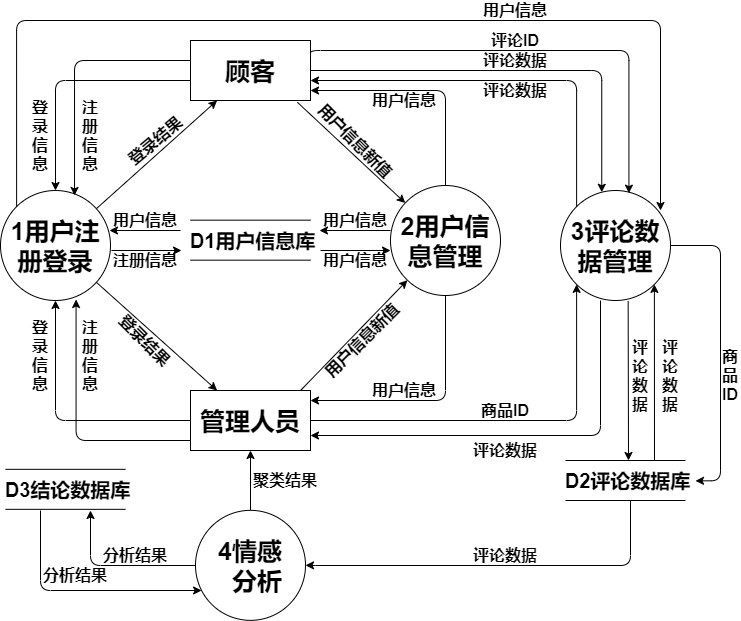 用户信息
评论ID
评论数据
评论数据
顾客
用户信息
登录信息
注册信息
登录结果
用户信息新值
1用户注
册登录
用户信息
注册信息
D1用户信息库
用户信息
用户信息
2用户信
息管理
3评论数
据管理
登录信息
注册信息
登录结果
用户信息新值
用户信息
评论数据
评论数据
商品ID
管理人员
商品ID
评论数据
聚类结果
D3结论数据库
D2评论数据库
分析结果
分析结果
4情感
分析
评论数据